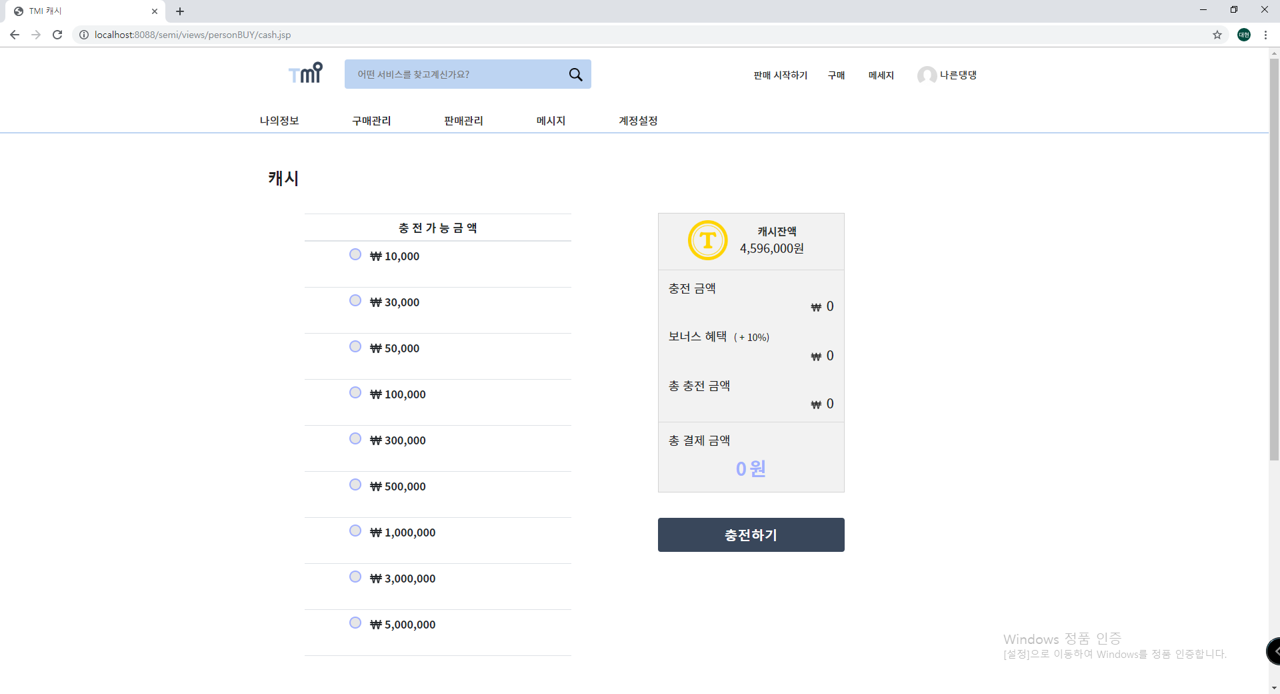 TMI 캐시
localhost:8088/semi/views/personBUY/cash.jsp
대현
TMI
어떤 서비스를 찾고계신가요?
판매 시작하기 구매 메세지 나른댕댕
나의정보 구매관리 판매관리 메시지 계정설정
캐시
충 전 가 능 금 액
₩ 10,000
₩ 30,000
₩ 50,000
₩ 100,000
₩ 300,000
₩ 500,000
₩ 1,000,000
₩ 3,000,000
₩ 5,000,000
T
캐시잔액
4,596,000원
충전 금액
₩ 0
보너스 혜택 ( + 10%)
₩ 0
총 충전 금액
₩ 0
총 결제 금액
0원
충전하기
Windows 정품 인증
[설정]으로 이동하여 Windows를 정품 인증합니다.